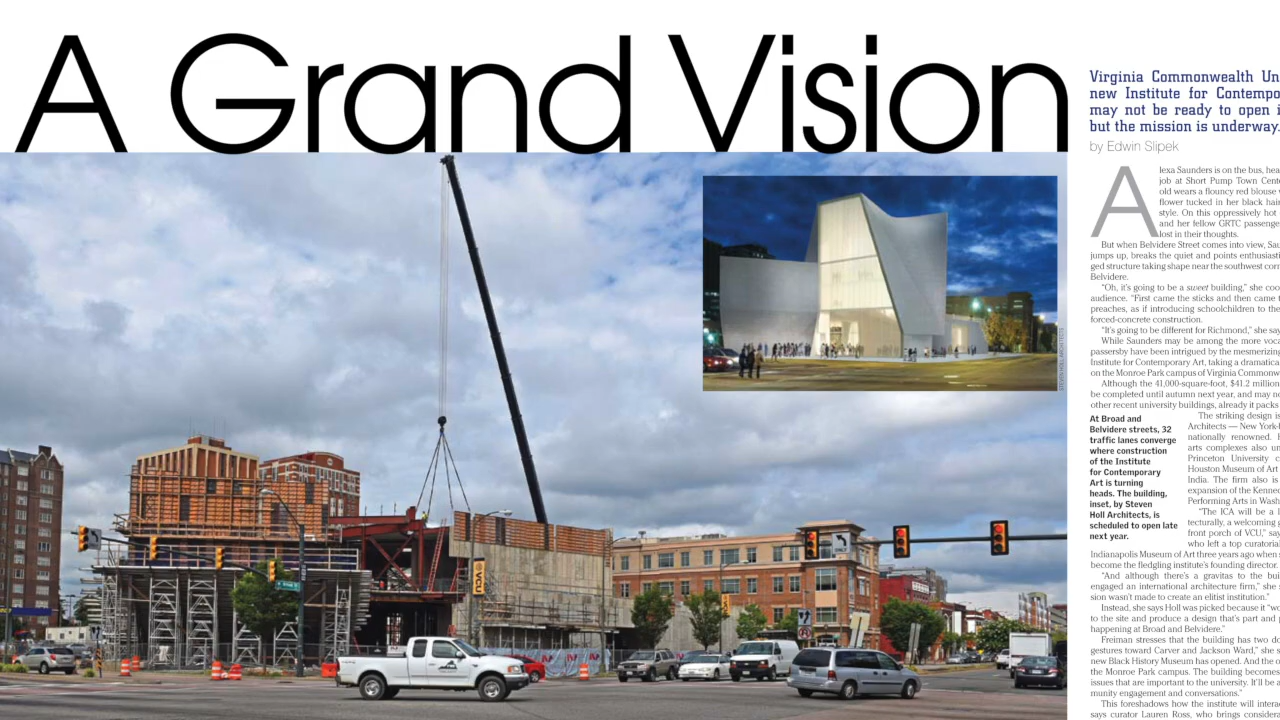 A Grand Vision
Virginia Commonwealth Un
new Institute for Contempo
may not be ready to open i
but the mission is underway.
by Edwin Slipek
Alexa Saunders is on the bus, hea
job at Short Pump Town Cente
old wears a flouncy red blouse w
flower tucked in her black hair
style. On this oppressively hot
and her fellow GRTC passenge
lost in their thoughts.
But when Belvidere Street comes into view, Sau
jumps up, breaks the quiet and points enthusiasti
ged structure taking shape near the southwest corn
Belvidere.
“Oh, it’s going to be a sweet building,” she coo
audience. “First came the sticks and then came t
preaches, as if introducing schoolchildren to the
forced-concrete construction.
“It’s going to be different for Richmond,” she say
While Saunders may be among the more voca
passersby have been intrigued by the mesmerizing
Institute for Contemporary Art, taking a dramatica
on the Monroe Park campus of Virginia Commonw
Although the 41,000-square-foot, $41.2 million
be completed until autumn next year, and may no
other recent university buildings, already it packs
The striking design is
Architects — New York-b
nationally renowned. H
arts complexes also un
Princeton University c
Houston Museum of Art
India. The firm also is
expansion of the Kenne
Performing Arts in Wash
“The ICA will be a l
tecturally, a welcoming g
front porch of VCU,” say
who left a top curatorial
Indianapolis Museum of Art three years ago when s
become the fledgling institute’s founding director.
“And although there’s a gravitas to the bui
engaged an international architecture firm,” she s
sion wasn’t made to create an elitist institution.”
Instead, she says Holl was picked because it “we
to the site and produce a design that’s part and p
happening at Broad and Belvidere.”
Freiman stresses that the building has two do
gestures toward Carver and Jackson Ward,” she s
new Black History Museum has opened. And the o
the Monroe Park campus. The building becomes
issues that are important to the university. It’ll be a
munity engagement and conversations.”
This foreshadows how the institute will intera
says curator Lauren Ross, who brings consider
At Broad and
Belvidere streets, 32
traffic lanes converge
where construction
of the Institute
for Contemporary
Art is turning
heads. The building,
inset, by Steven
Holl Architects, is
scheduled to open late
next year.
STEVEN HOLL ARCHITECTS
ONLY